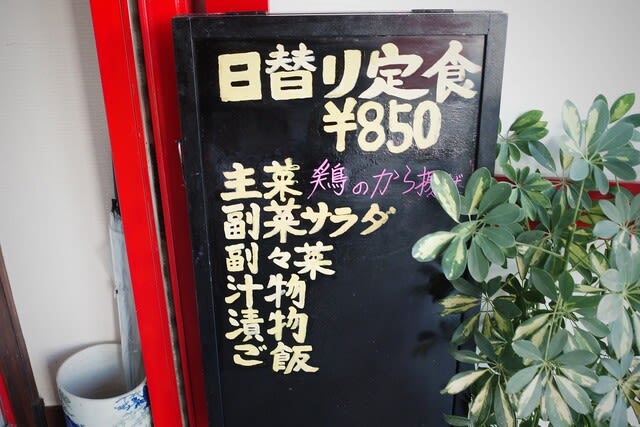 日替り定食
¥850
主菜 鶏のから揚げ
副菜サラダ
副々菜
汁物
漬物
ご飯